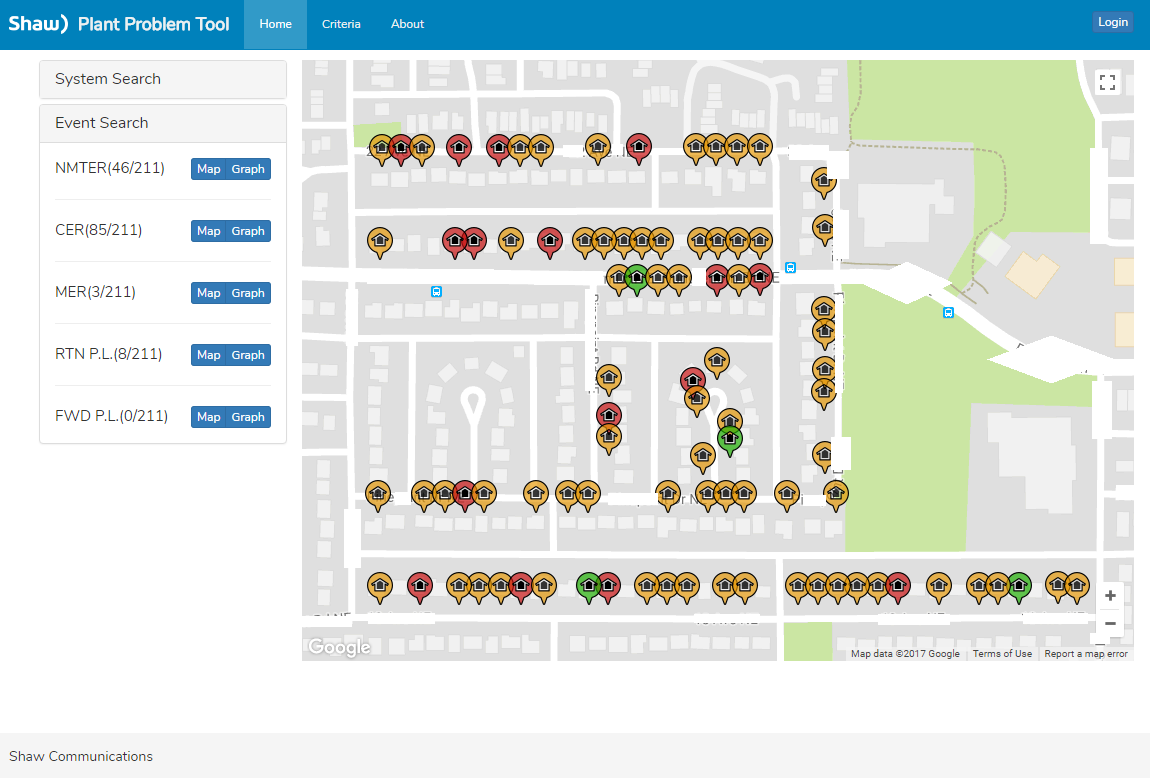 Shaw) Plant Problem Tool
Home
Criteria
About
Login
System Search
Event Search
NMTER(46/211)
Map Graph
CER(85/211)
Map Graph
MER(3/211)
Map Graph
RTN P.L.(8/211)
Map Graph
FWD P.L.(0/211)
Map Graph
+
−
Google
Map data ©2017 Google
Terms of Use
Report a map error
Shaw Communications